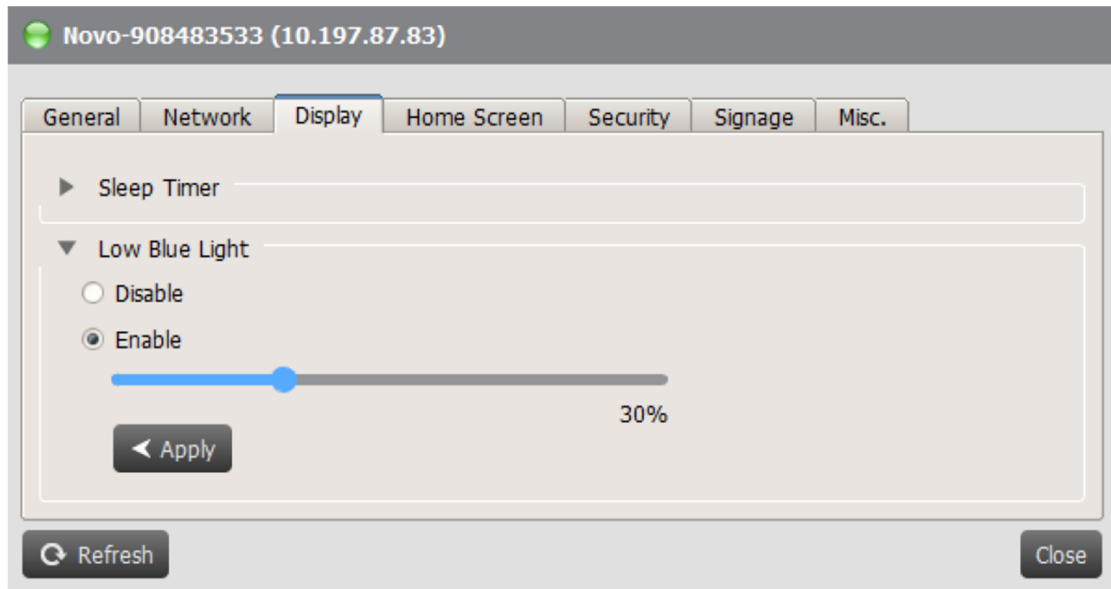 Novo-908483533 (10.197.87.83)
General Network Display Home Screen Security Signage Misc.
Sleep Timer
Low Blue Light
Disable
Enable
30%
Apply
Refresh Close